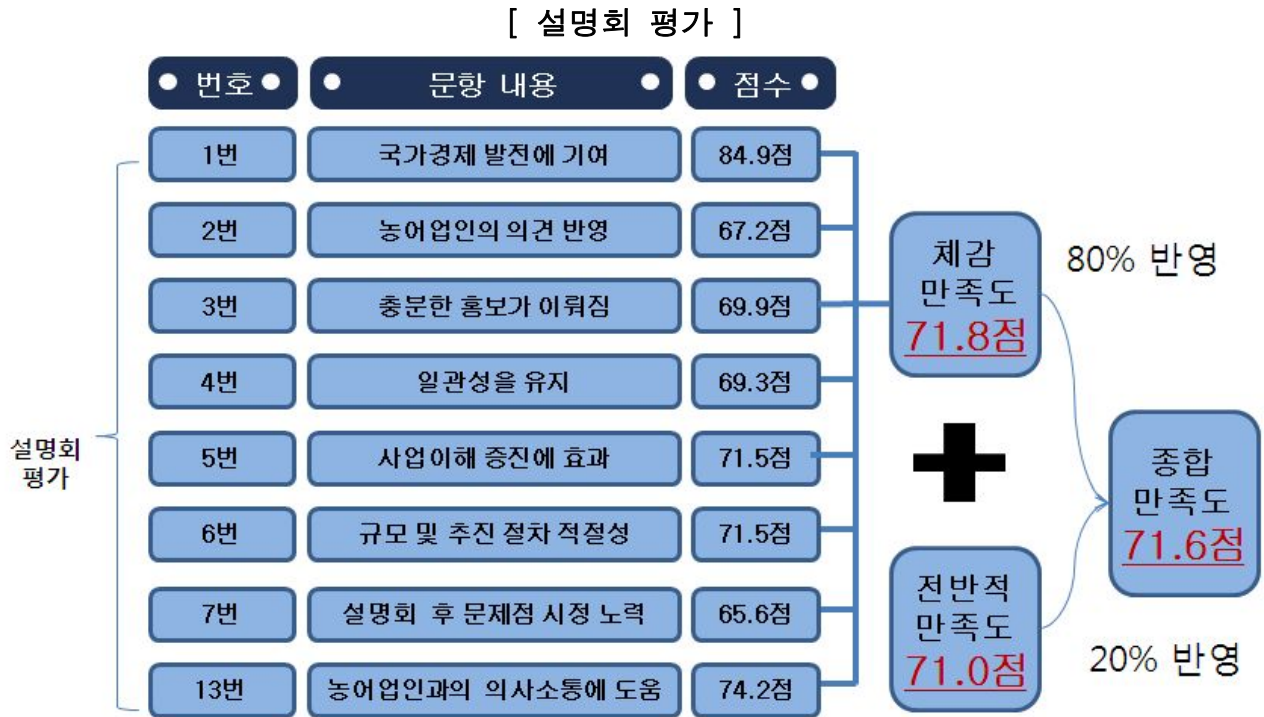 [ 설명회 평가 ]
번호 문항 내용 점수
1번 국가경제 발전에 기여 84.9점
2번 농어업인의 의견 반영 67.2점
3번 충분한 홍보가 이뤄짐 69.9점
4번 일관성을 유지 69.3점
5번 사업이해 증진에 효과 71.5점
6번 규모 및 추진 절차 적절성 71.5점
7번 설명회 후 문제점 시정 노력 65.6점
13번 농어업인과의 의사소통에 도움 74.2점
설명회
평가
체감
만족도
71.8점
80% 반영
전반적
만족도
71.0점
20% 반영
종합
만족도
71.6점